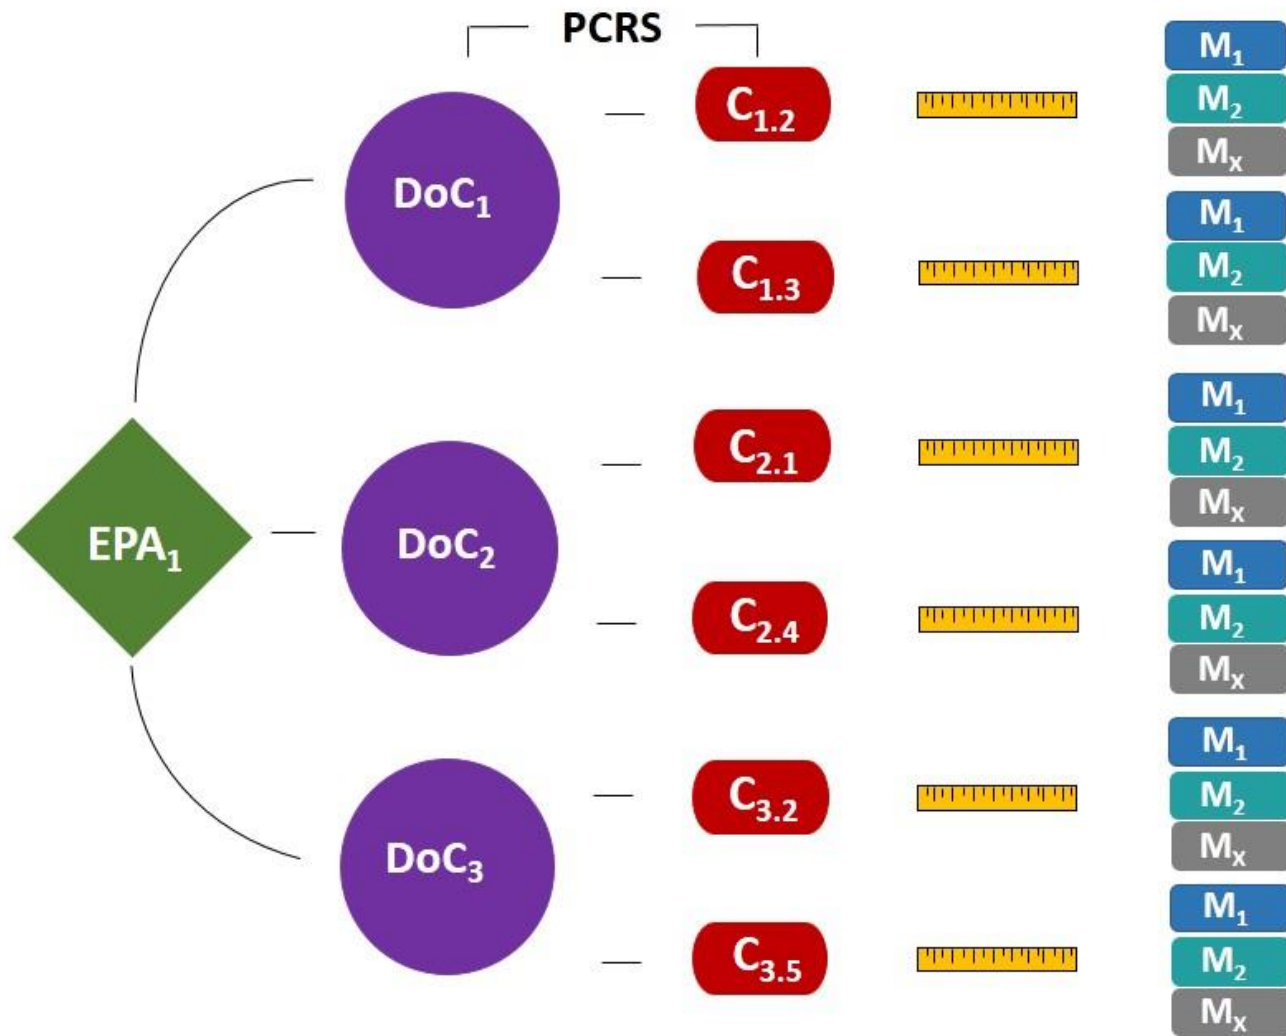 PCRS
DoC₁
C₁.₂
M₁
M₂
Mₓ
C₁.₃
M₁
M₂
Mₓ
EPA₁
DoC₂
C₂.₁
M₁
M₂
Mₓ
C₂.₄
M₁
M₂
Mₓ
DoC₃
C₃.₂
M₁
M₂
Mₓ
C₃.₅
M₁
M₂
Mₓ